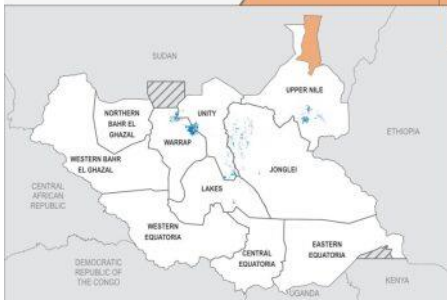 SUDAN
UPPER NILE
NORTHERN
BAHR EL
GHAZAL
UNITY
WARRAP
ETHIOPIA
WESTERN BAHR
EL GHAZAL
JONGLEI
CENTRAL
AFRICAN
REPUBLIC
LAKES
WESTERN
EQUATORIA
CENTRAL
EQUATORIA
EASTERN
EQUATORIA
DEMOCRATIC
REPUBLIC OF
THE CONGO
KENYA
UGANDA